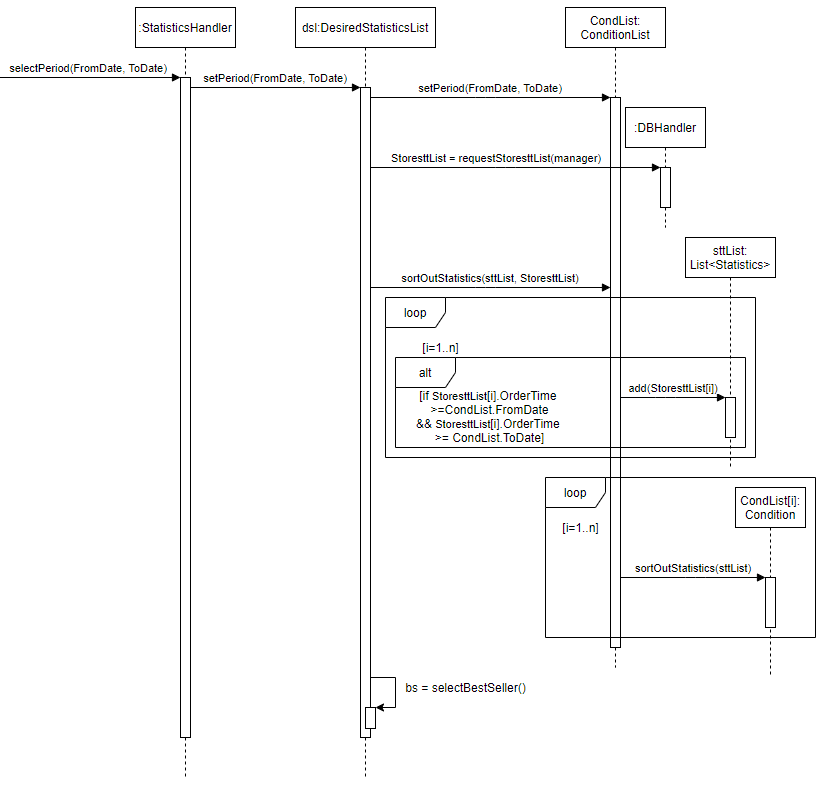 :StatisticsHandler
dsl:DesiredStatisticsList
CondList:
ConditionList
selectPeriod(FromDate, ToDate)
setPeriod(FromDate, ToDate)
setPeriod(FromDate, ToDate)
:DBHandler
StoresttList = requestStoresttList(manager)
sttList:
List<Statistics>
sortOutStatistics(sttList, StoresttList)
loop
[i=1..n]
alt
[if StoresttList[i].OrderTime
>=CondList.FromDate
&& StoresttList[i].OrderTime
>= CondList.ToDate]
add(StoresttList[i])
loop
[i=1..n]
CondList[i]:
Condition
sortOutStatistics(sttList)
bs = selectBestSeller()